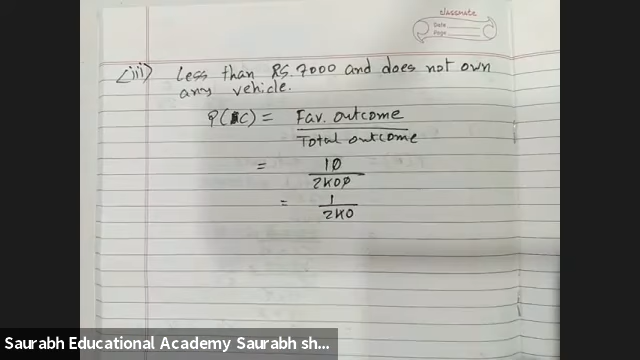 classmate
Date
Page
(iii) Less than RS. 7000 and does not own
any vehicle.
P(C) = Fav. outcome
Total outcome
= 10
2400
= 1
240
Saurabh Educational Academy Saurabh sh...